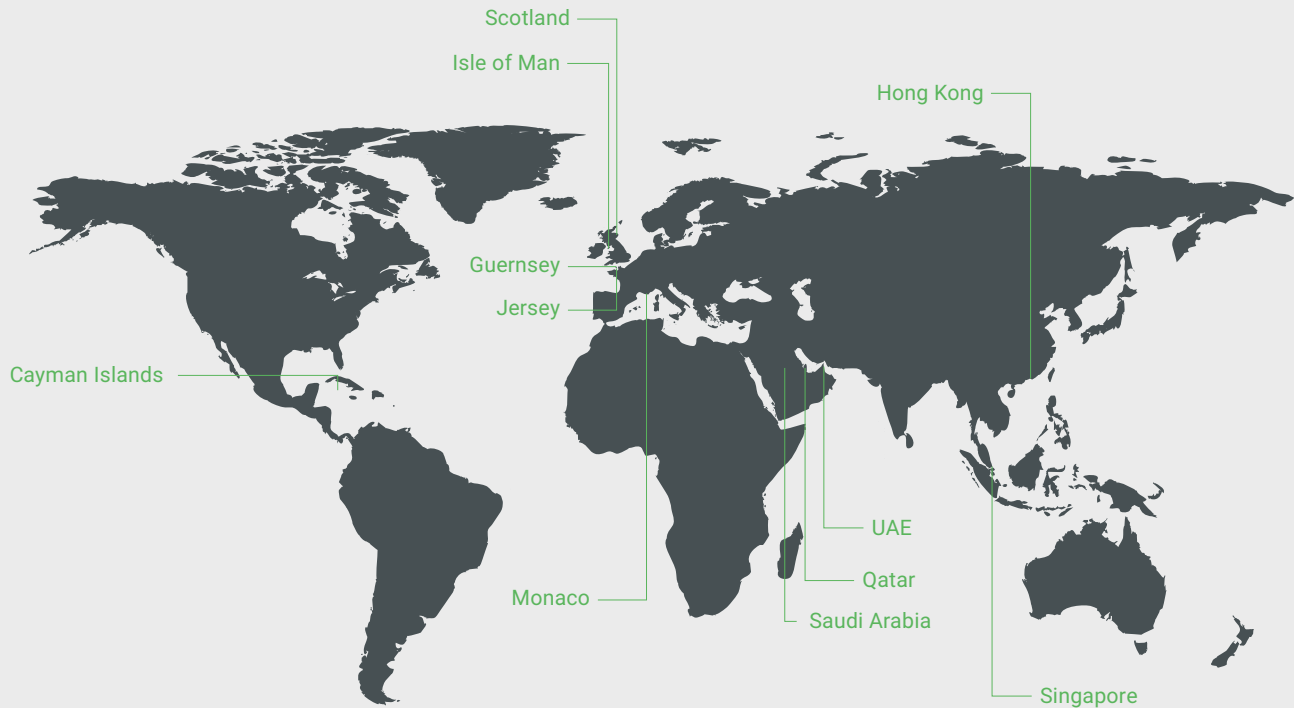 Scotland
Isle of Man
Hong Kong
Guernsey
Jersey
Cayman Islands
UAE
Qatar
Monaco
Saudi Arabia
Singapore